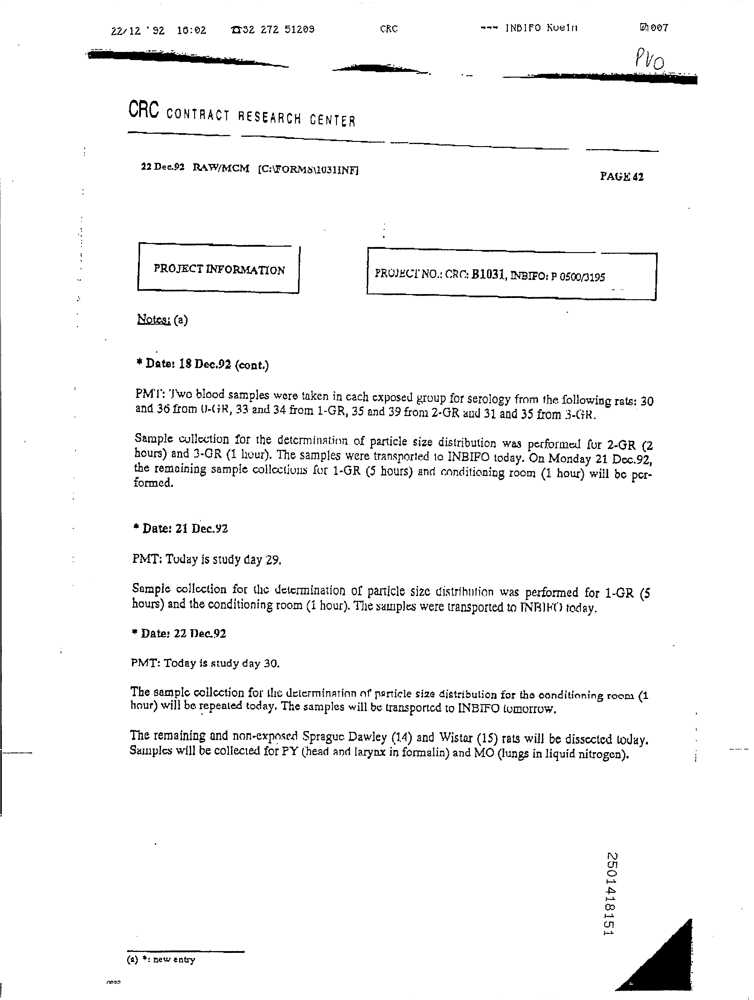 22/12 '92 16:02 ☎32 272 51209 CRC --- INBIFO Koeln 007
PVO
CRC CONTRACT RESEARCH CENTER
22 Dec.92 RAW/MCM [C:\FORMS\1031INF]
PAGE 42
PROJECT INFORMATION
PROJECT NO.: CRC: B1031, INBIFO: P 0500/3195
Notes: (a)
* Date: 18 Dec.92 (cont.)
PMT: Two blood samples were taken in each exposed group for serology from the following rats: 30
and 36 from 0-GR, 33 and 34 from 1-GR, 35 and 39 from 2-GR and 31 and 35 from 3-GR.
Sample collection for the determination of particle size distribution was performed for 2-GR (2
hours) and 3-GR (1 hour). The samples were transported to INBIFO today. On Monday 21 Dec.92,
the remaining sample collections for 1-GR (5 hours) and conditioning room (1 hour) will be per-
formed.
* Date: 21 Dec.92
PMT: Today is study day 29.
Sample collection for the determination of particle size distribution was performed for 1-GR (5
hours) and the conditioning room (1 hour). The samples were transported to INBIFO today.
* Date: 22 Dec.92
PMT: Today is study day 30.
The sample collection for the determination of particle size distribution for the conditioning room (1
hour) will be repeated today. The samples will be transported to INBIFO tomorrow.
The remaining and non-exposed Sprague Dawley (14) and Wistar (15) rats will be dissected today.
Samples will be collected for PY (head and larynx in formalin) and MO (lungs in liquid nitrogen).
2501418151
(a) *: new entry